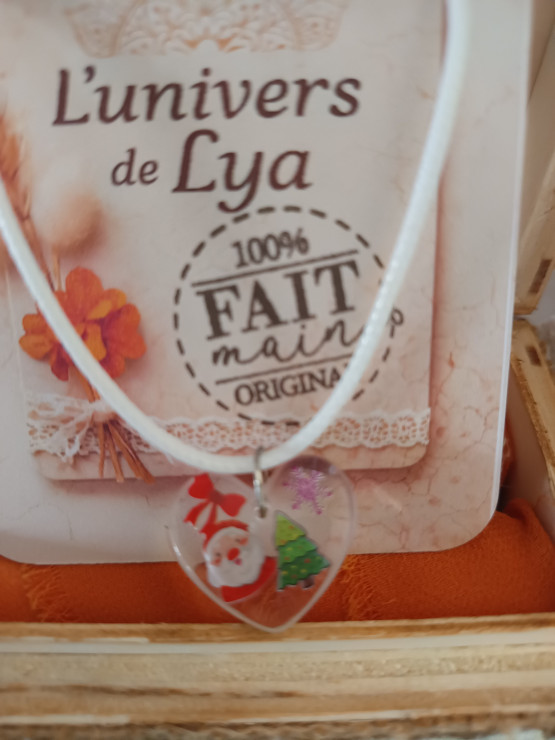 L'univers
de Lya
100%
FAIT
main
ORIGINA